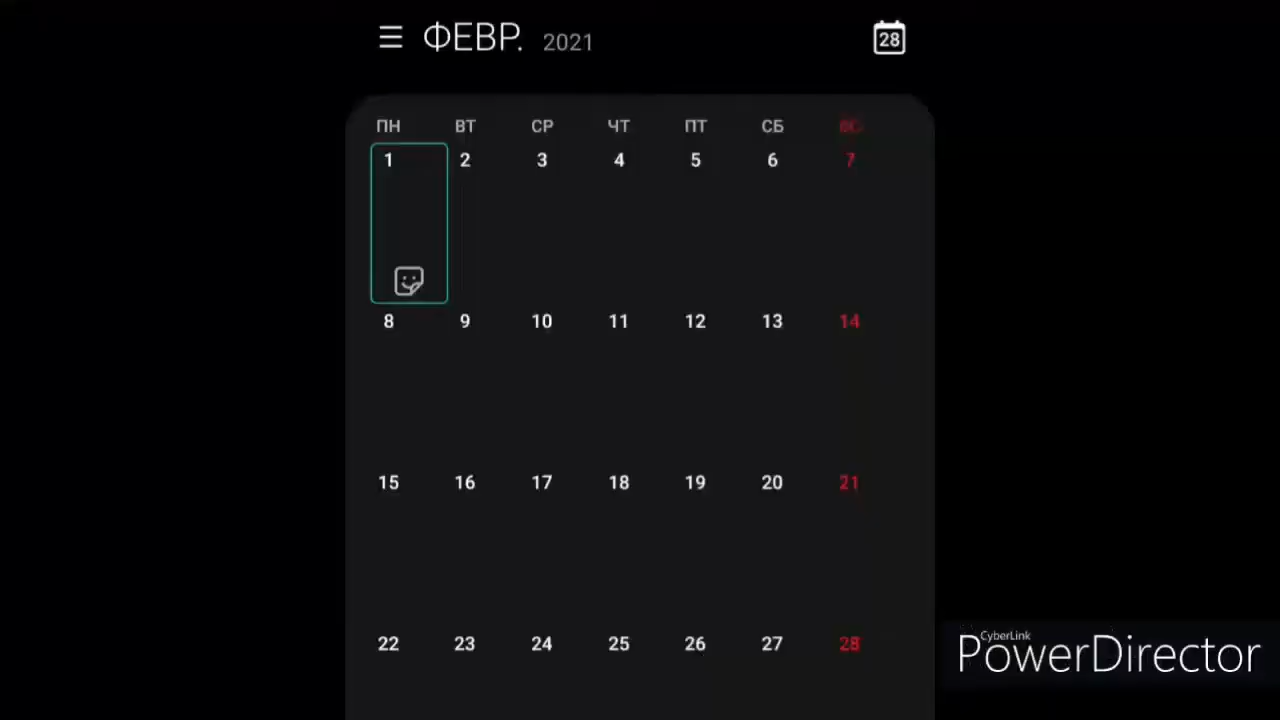 ФЕВР. 2021 28
ПН ВТ СР ЧТ ПТ СБ ВС
1 2 3 4 5 6 7
8 9 10 11 12 13 14
15 16 17 18 19 20 21
22 23 24 25 26 27 28
CyberLink
PowerDirector